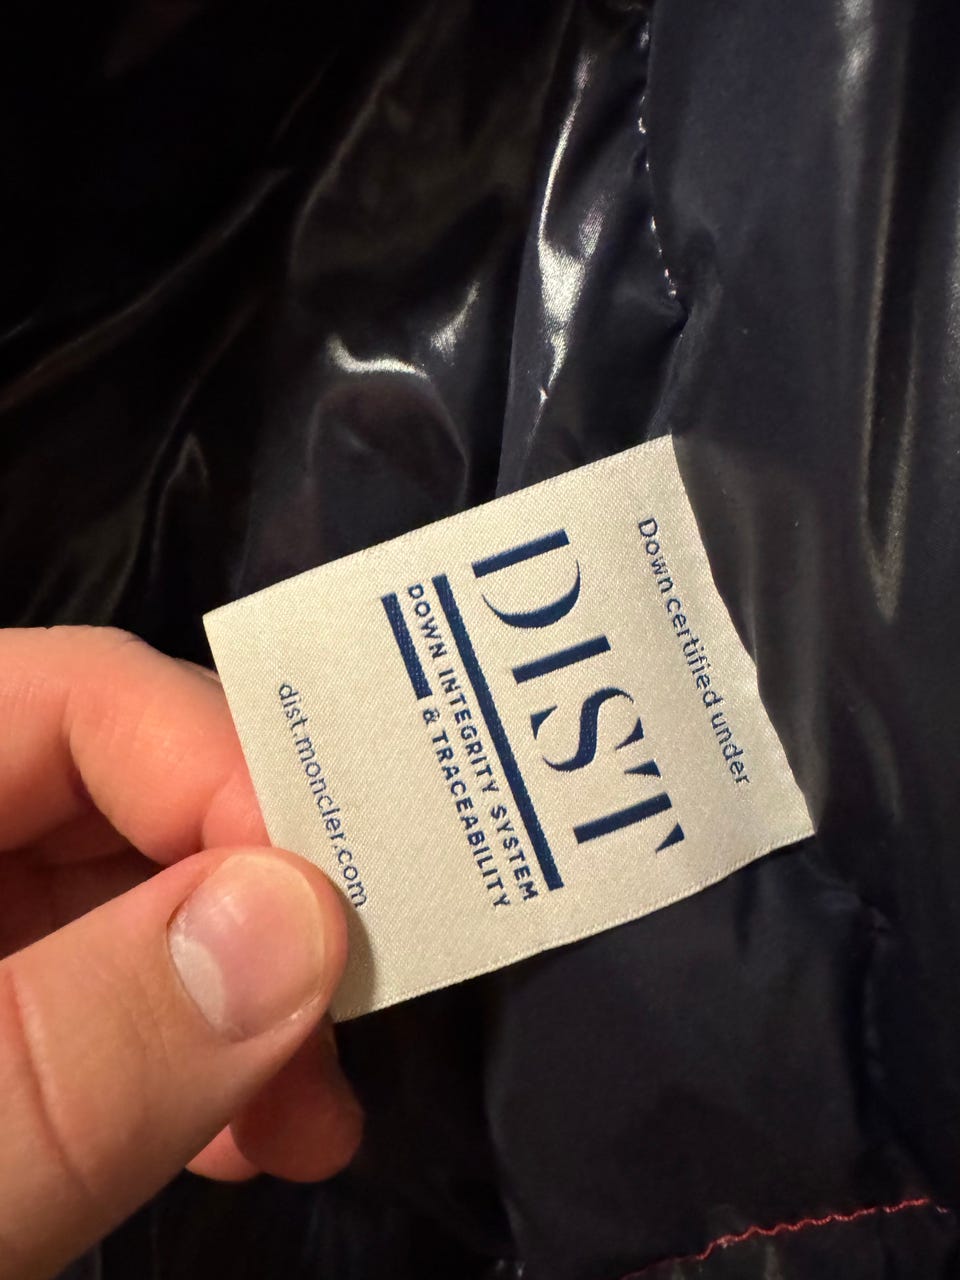 Down certified under
DIST
DOWN INTEGRITY SYSTEM
& TRACEABILITY
dist.moncler.com